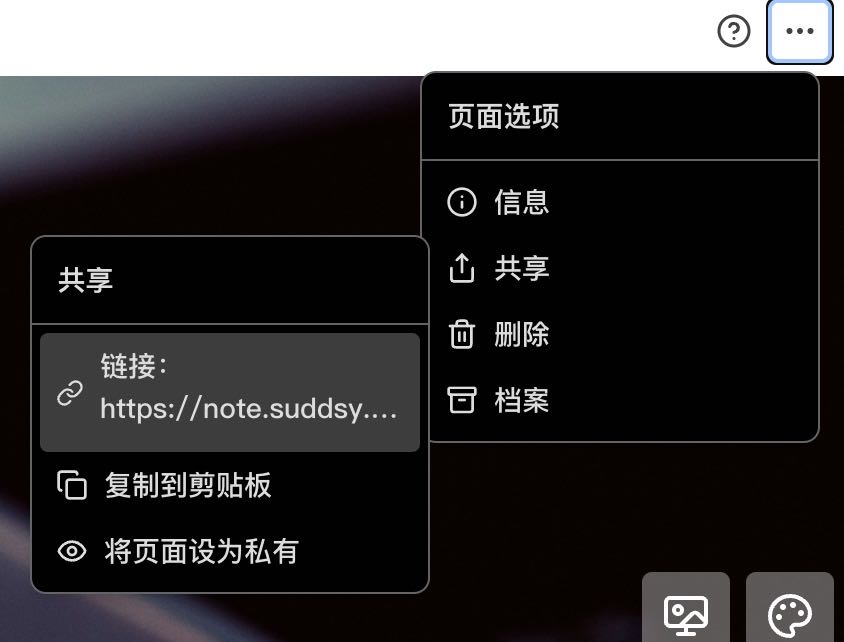 页面选项
信息
共享
删除
档案
共享
链接：
https://note.suddsy....
复制到剪贴板
将页面设为私有